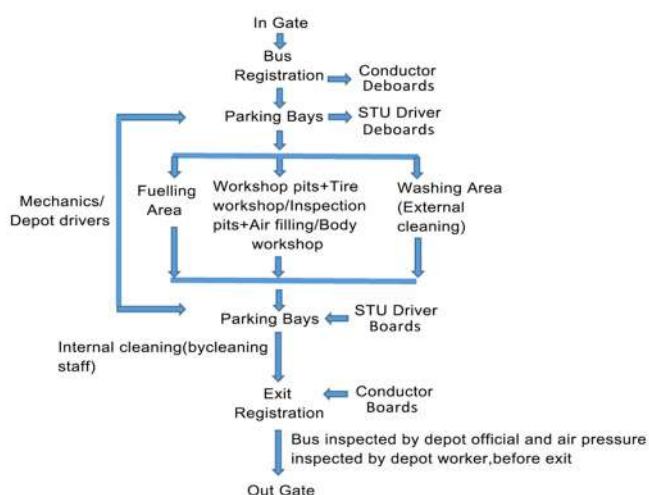 In Gate
Bus
Registration
Conductor
Deboards
Parking Bays
STU Driver
Deboards
Mechanics/
Depot drivers
Fuelling
Area
Workshop pits+Tire
workshop/Inspection
pits+Air filling/Body
workshop
Washing Area
(External
cleaning)
Parking Bays
STU Driver
Boards
Internal cleaning(bycleaning
staff)
Exit
Registration
Conductor
Boards
Bus inspected by depot official and air pressure
inspected by depot worker,before exit
Out Gate